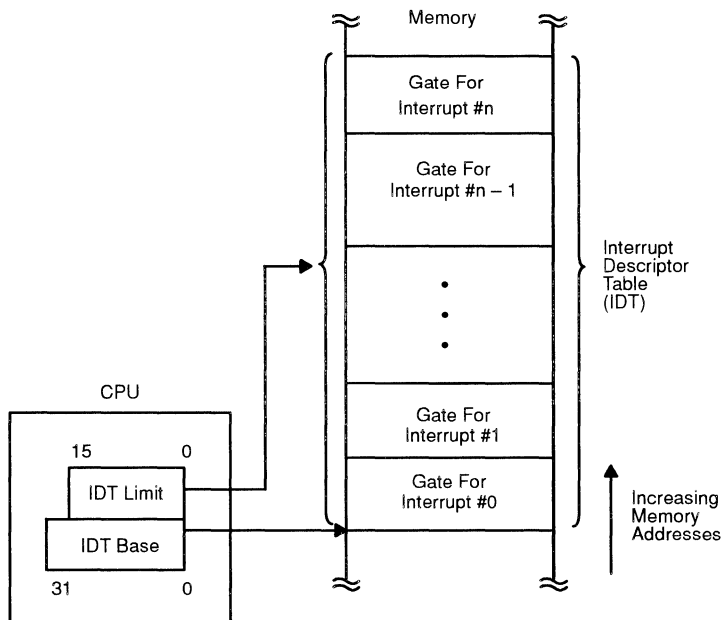 Memory
Gate For
Interrupt #n
Gate For
Interrupt #n – 1
Interrupt
Descriptor
Table
(IDT)
CPU
15 0
IDT Limit
IDT Base
31 0
Gate For
Interrupt #1
Gate For
Interrupt #0
Increasing
Memory
Addresses